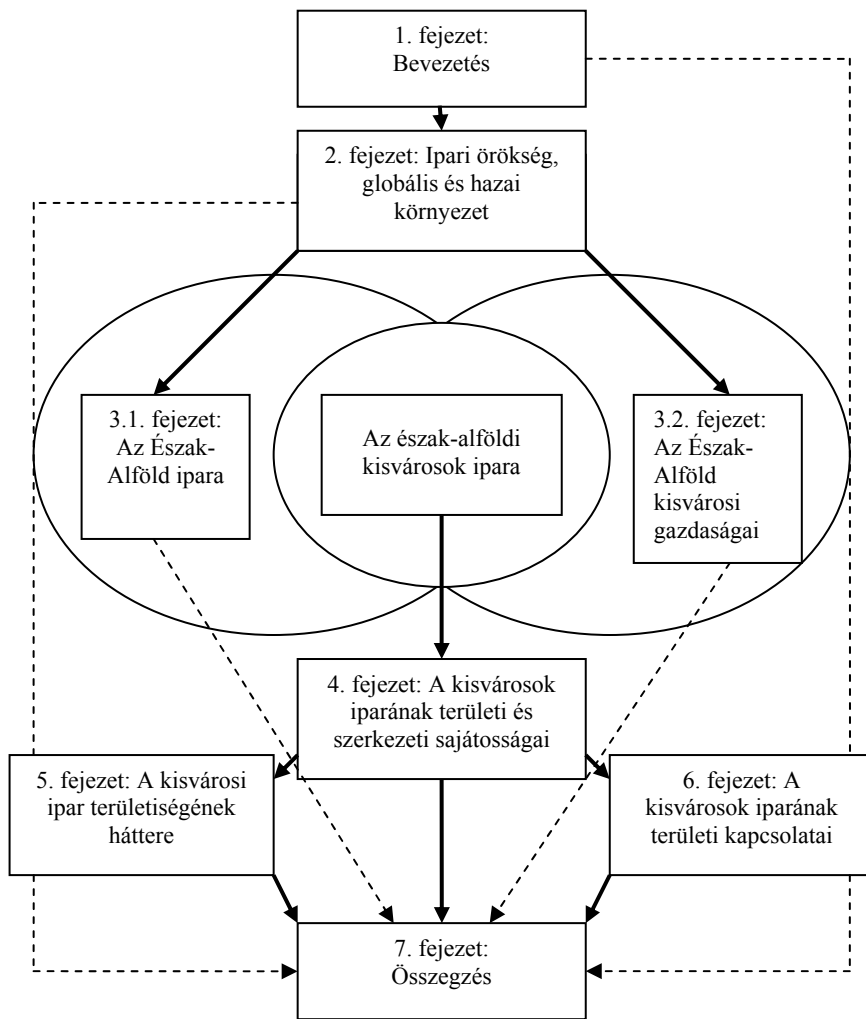 1. fejezet:
Bevezetés
2. fejezet: Ipari örökség,
globális és hazai
környezet
3.1. fejezet:
Az Észak-
Alföld ipara
Az észak-alföldi
kisvárosok ipara
3.2. fejezet:
Az Észak-
Alföld
kisvárosi
gazdaságai
4. fejezet: A kisvárosok
iparának területi és
szerkezeti sajátosságai
5. fejezet: A kisvárosi
ipar területiségének
háttere
6. fejezet: A
kisvárosok iparának
területi kapcsolatai
7. fejezet:
Összegzés